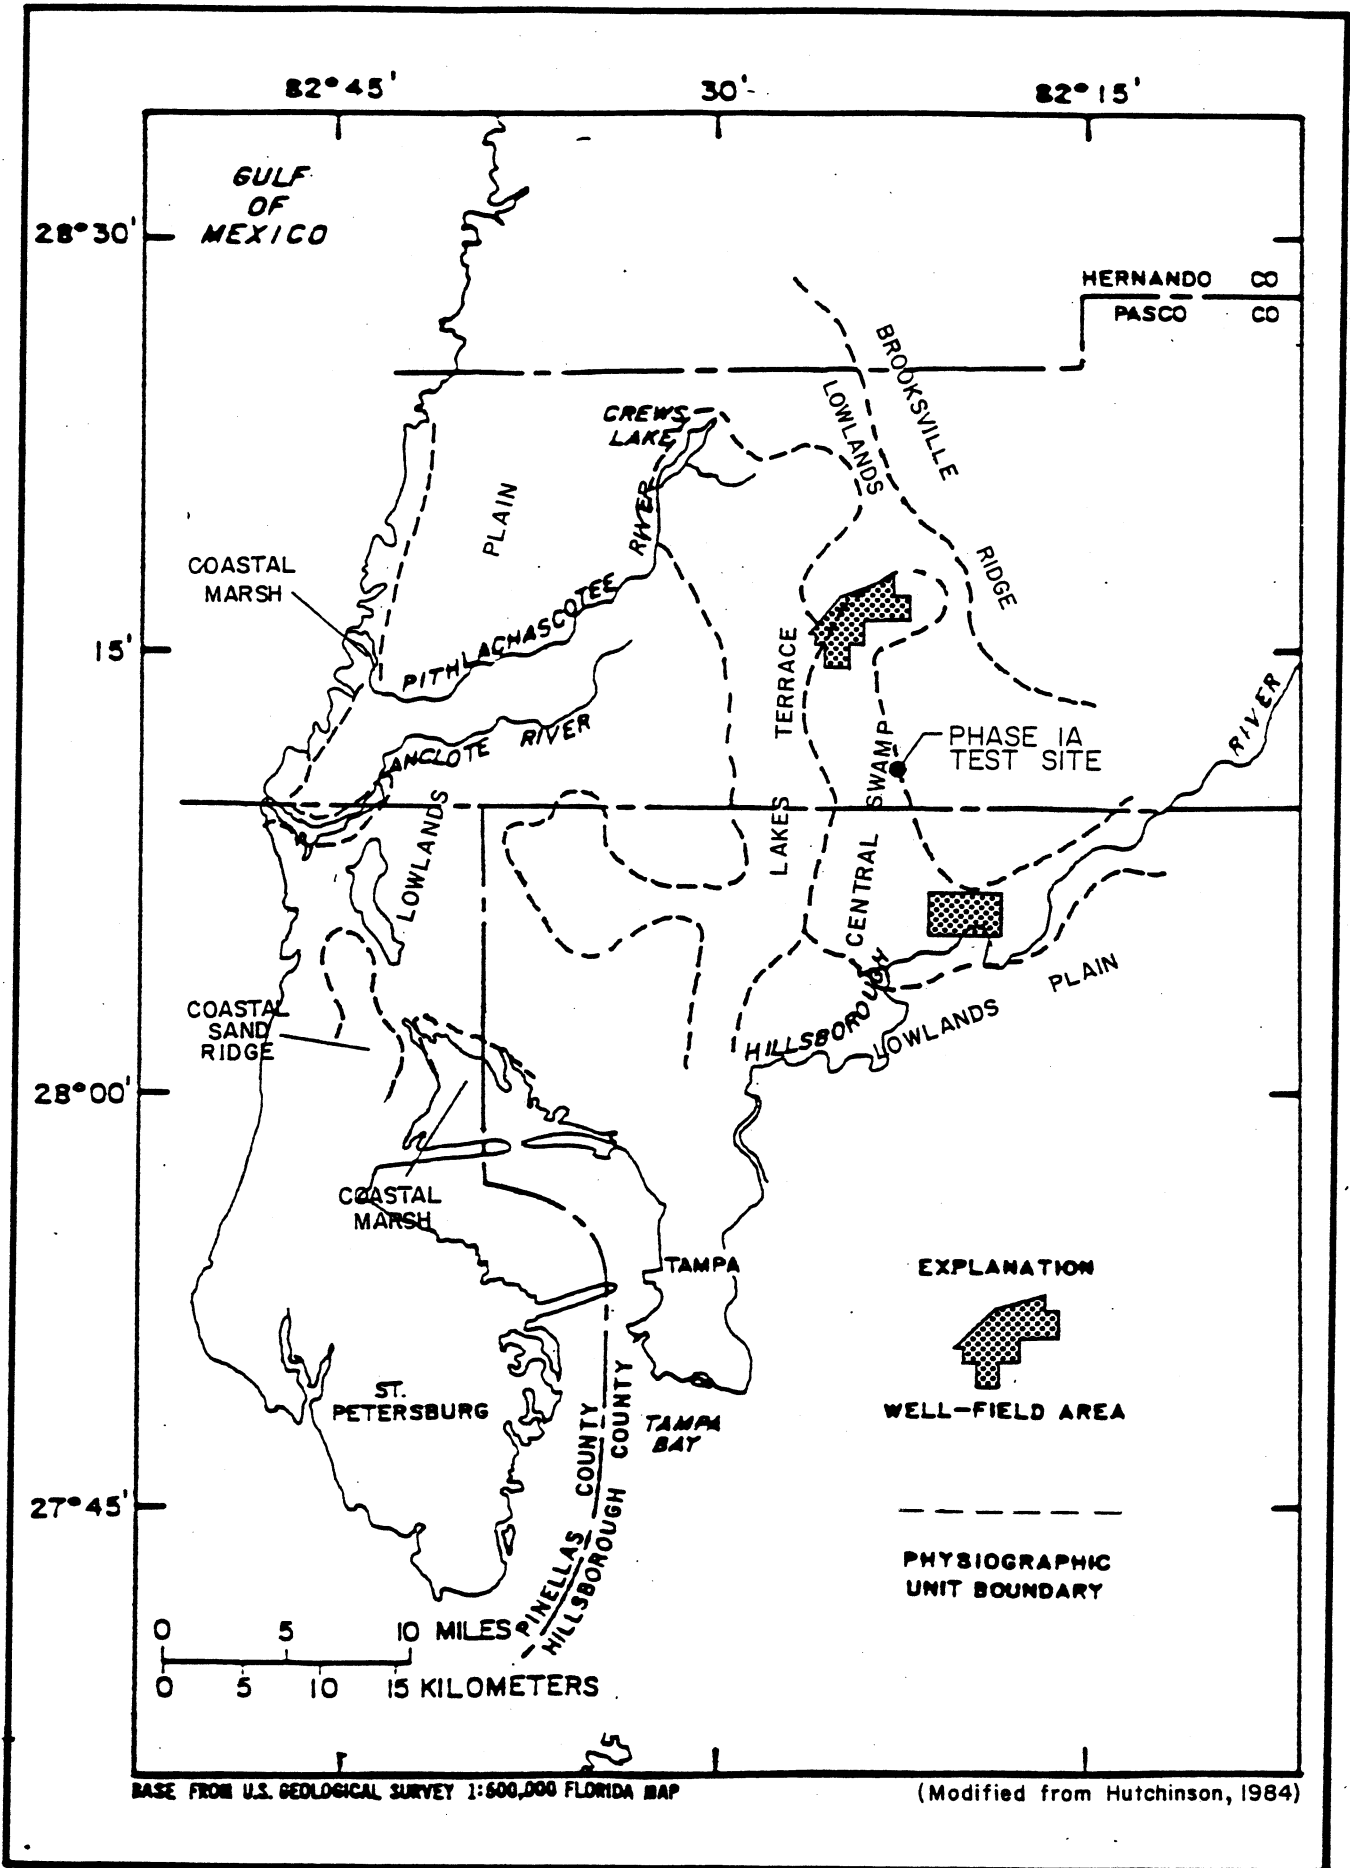 82°45'
30'
82°15'
GULF
OF
MEXICO
28°30'
HERNANDO CO
PASCO CO
BROOKSVILLE
RIDGE
LOWLANDS
CREWS
LAKE
PLAIN
RIVER
COASTAL
MARSH
PITHLACHASCOTEE
15'
LAKES TERRACE
RIVER
ANCLOTE RIVER
PHASE 1A
TEST SITE
CENTRAL SWAMP
LOWLANDS
PLAIN
COASTAL
SAND
RIDGE
HILLSBOROUGH
LOWLANDS
28°00'
COASTAL
MARSH
TAMPA
EXPLANATION
ST.
PETERSBURG
WELL-FIELD AREA
TAMPA
BAY
PINELLAS COUNTY
HILLSBOROUGH COUNTY
27°45'
PHYSIOGRAPHIC
UNIT BOUNDARY
0 5 10 MILES
0 5 10 15 KILOMETERS
BASE FROM U.S. GEOLOGICAL SURVEY 1:500,000 FLORIDA MAP
(Modified from Hutchinson, 1984)